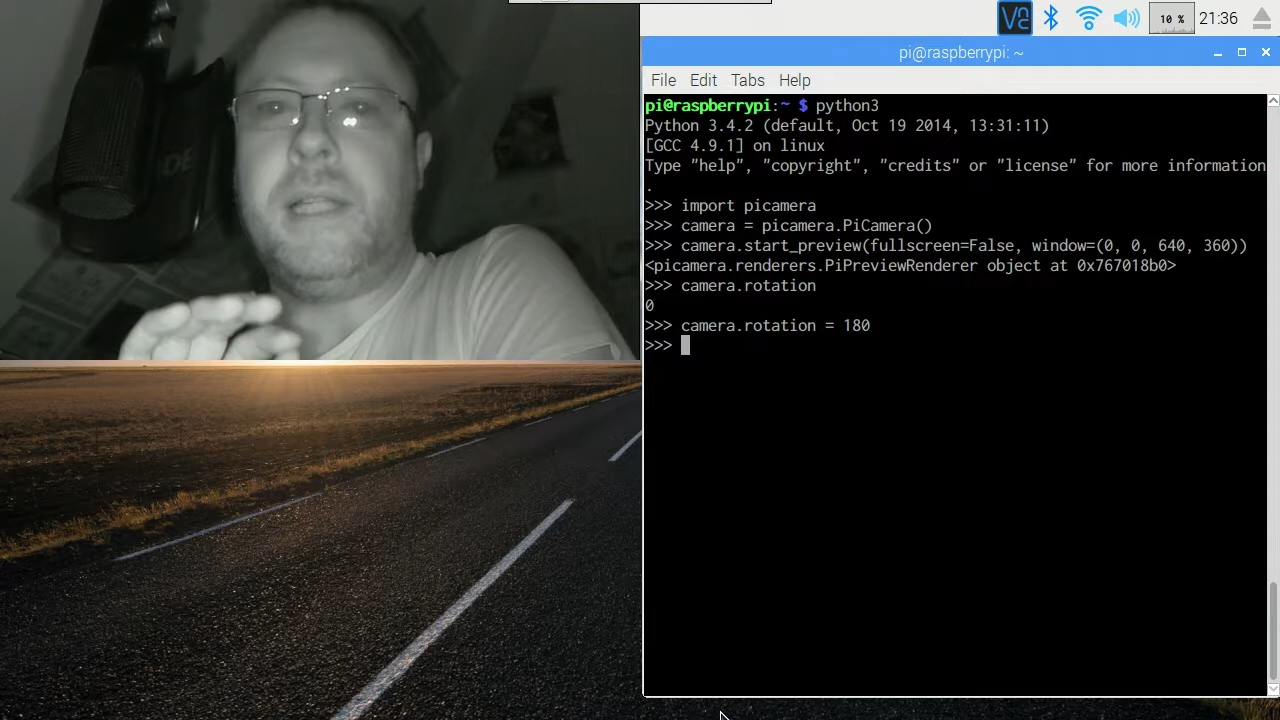 10 %
21:36
pi@raspberrypi: ~
File Edit Tabs Help
pi@raspberrypi:~ $ python3
Python 3.4.2 (default, Oct 19 2014, 13:31:11)
[GCC 4.9.1] on linux
Type "help", "copyright", "credits" or "license" for more information
.
>>> import picamera
>>> camera = picamera.PiCamera()
>>> camera.start_preview(fullscreen=False, window=(0, 0, 640, 360))
<picamera.renderers.PiPreviewRenderer object at 0x767018b0>
>>> camera.rotation
0
>>> camera.rotation = 180
>>>